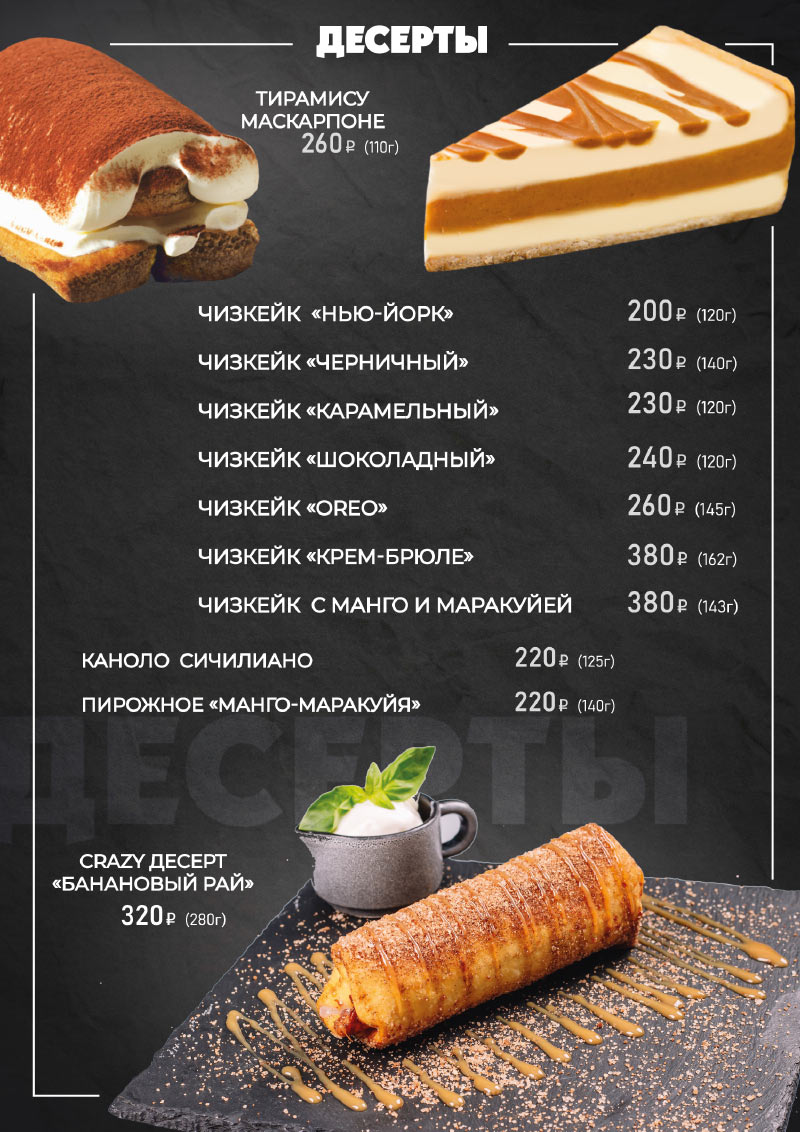 ДЕСЕРТЫ
ТИРАМИСУ
МАСКАРПОНЕ
260₽ (110г)
ЧИЗКЕЙК «НЬЮ-ЙОРК» 200₽ (120г)
ЧИЗКЕЙК «ЧЕРНИЧНЫЙ» 230₽ (140г)
ЧИЗКЕЙК «КАРАМЕЛЬНЫЙ» 230₽ (120г)
ЧИЗКЕЙК «ШОКОЛАДНЫЙ» 240₽ (120г)
ЧИЗКЕЙК «OREO» 260₽ (145г)
ЧИЗКЕЙК «КРЕМ-БРЮЛЕ» 380₽ (162г)
ЧИЗКЕЙК С МАНГО И МАРАКУЙЕЙ 380₽ (143г)
КАНОЛО СИЧИЛИАНО 220₽ (125г)
ПИРОЖНОЕ «МАНГО-МАРАКУЙЯ» 220₽ (140г)
ДЕСЕРТЫ
CRAZY ДЕСЕРТ
«БАНАНОВЫЙ РАЙ»
320₽ (280г)